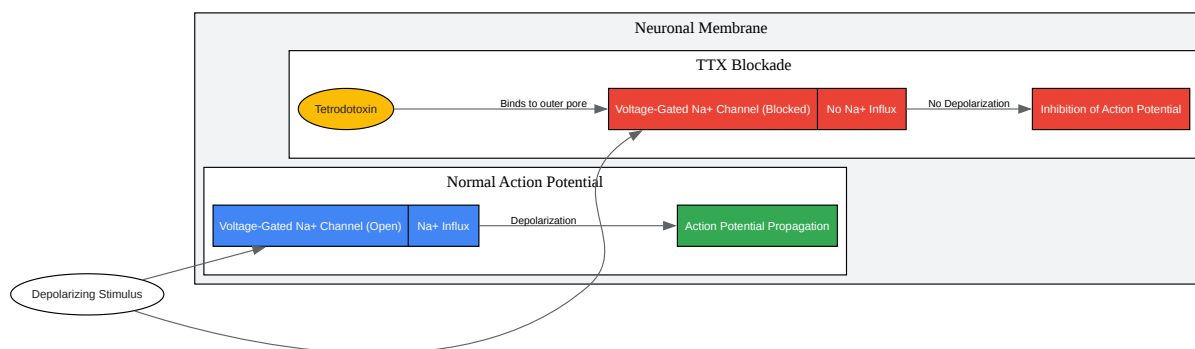 Neuronal Membrane
TTX Blockade
Tetrodotoxin
Binds to outer pore
Voltage-Gated Na+ Channel (Blocked)
No Na+ Influx
No Depolarization
Inhibition of Action Potential
Normal Action Potential
Voltage-Gated Na+ Channel (Open)
Na+ Influx
Depolarization
Action Potential Propagation
Depolarizing Stimulus